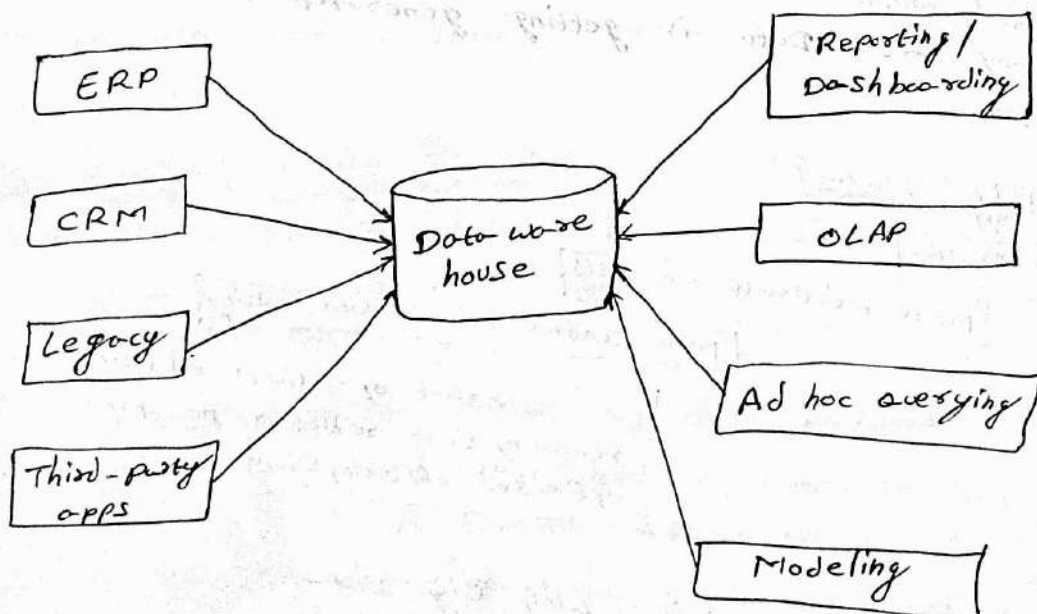 ERP
CRM
Legacy
Third-party
apps
Data ware
house
Reporting/
Dashboarding
OLAP
Ad hoc querying
Modeling